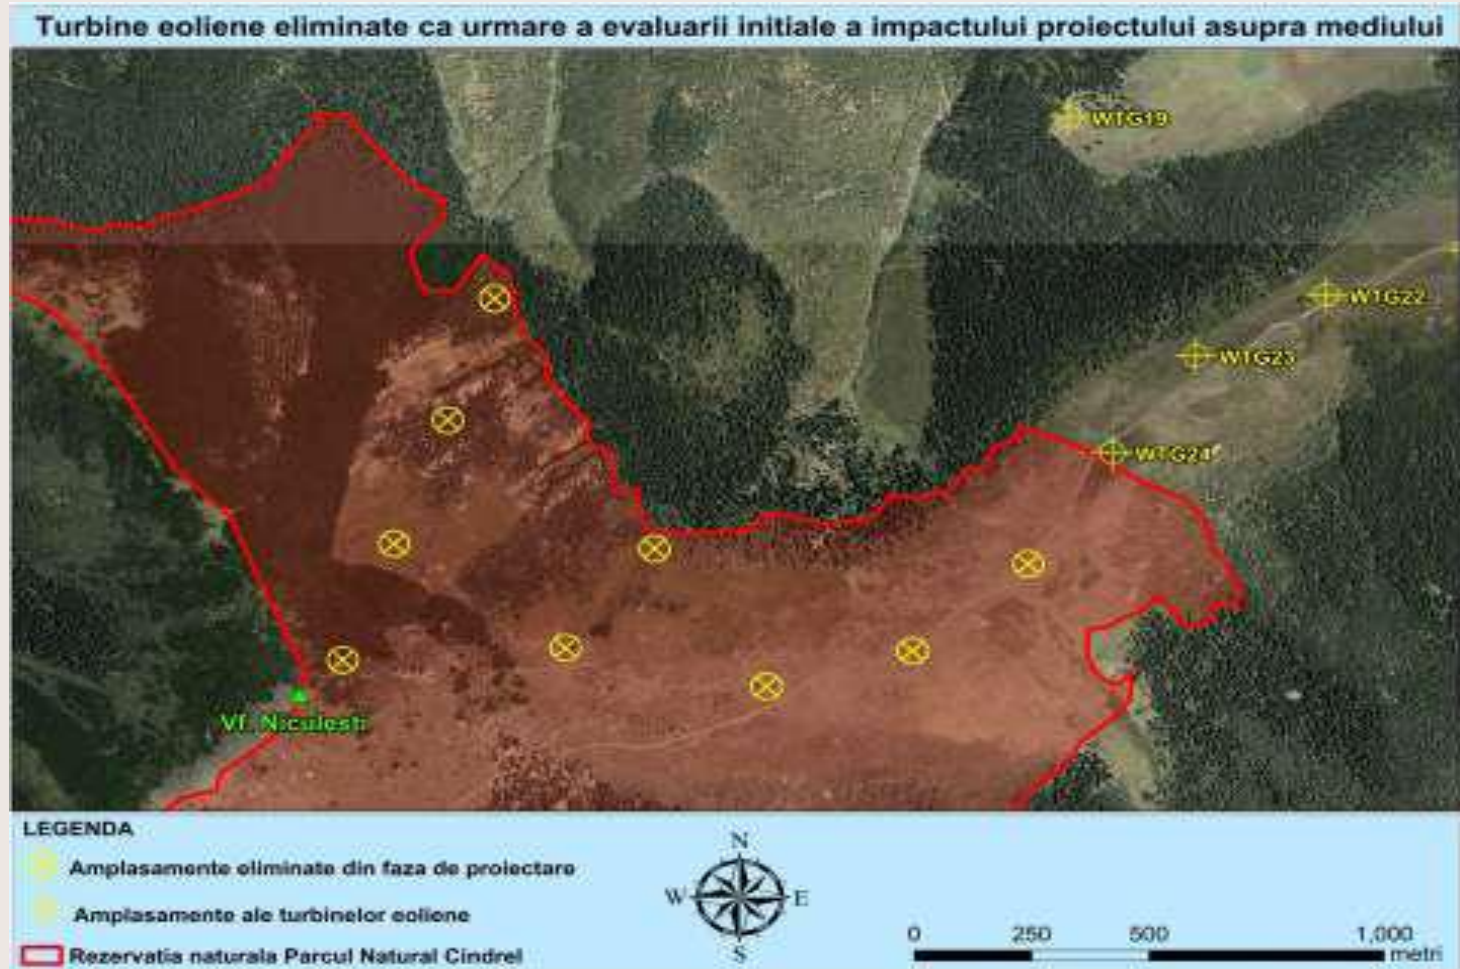 Turbine eoliene eliminate ca urmare a evaluarii initiale a impactului proiectului asupra mediului
WTG19
WTG22
WTG23
WTG24
Vf. Niculesti
LEGENDA
Amplasamente eliminate din faza de proiectare
Amplasamente ale turbinelor eoliene
Rezervatia naturala Parcul Natural Cindrel
N
W E
S
0 250 500 1,000
metri